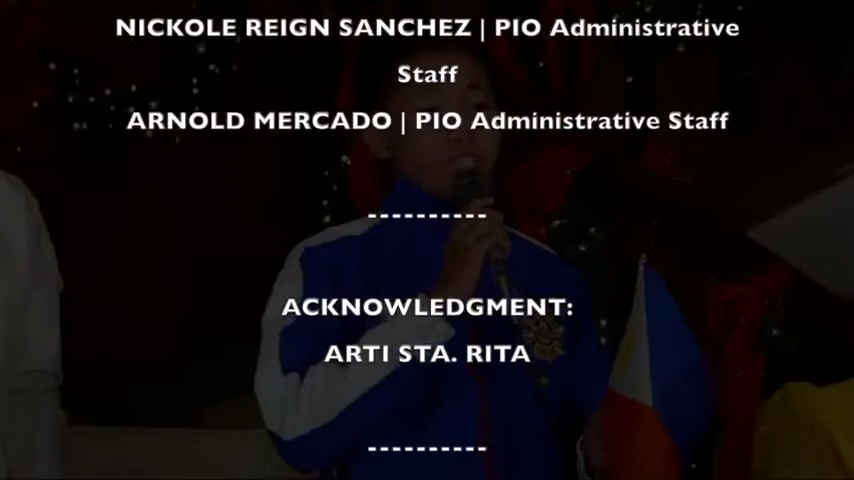 NICKOLE REIGN SANCHEZ | PIO Administrative
Staff
ARNOLD MERCADO | PIO Administrative Staff
----------
ACKNOWLEDGMENT:
ARTI STA. RITA
----------